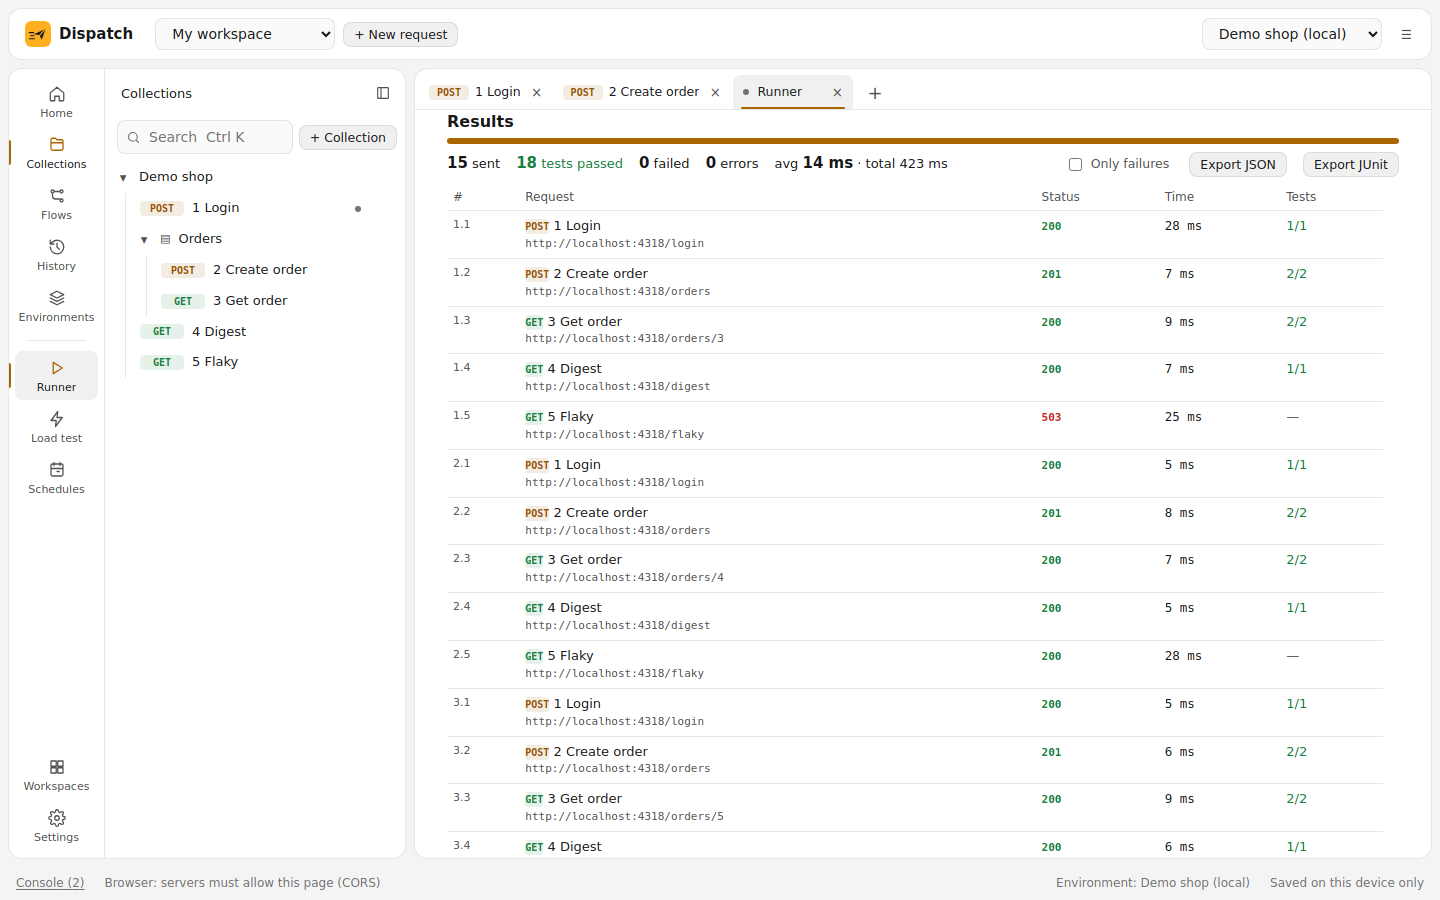 Dispatch
My workspace
+ New request
Demo shop (local)
Home
Collections
Flows
History
Environments
Runner
Load test
Schedules
Workspaces
Settings
Collections
Search Ctrl K
+ Collection
Demo shop
POST 1 Login
Orders
POST 2 Create order
GET 3 Get order
GET 4 Digest
GET 5 Flaky
POST 1 Login ×
POST 2 Create order ×
Runner ×
+
Results
15 sent 18 tests passed 0 failed 0 errors avg 14 ms · total 423 ms
Only failures
Export JSON
Export JUnit
# Request Status Time Tests
1.1 POST 1 Login 200 28 ms 1/1
http://localhost:4318/login
1.2 POST 2 Create order 201 7 ms 2/2
http://localhost:4318/orders
1.3 GET 3 Get order 200 9 ms 2/2
http://localhost:4318/orders/3
1.4 GET 4 Digest 200 7 ms 1/1
http://localhost:4318/digest
1.5 GET 5 Flaky 503 25 ms —
http://localhost:4318/flaky
2.1 POST 1 Login 200 5 ms 1/1
http://localhost:4318/login
2.2 POST 2 Create order 201 8 ms 2/2
http://localhost:4318/orders
2.3 GET 3 Get order 200 7 ms 2/2
http://localhost:4318/orders/4
2.4 GET 4 Digest 200 5 ms 1/1
http://localhost:4318/digest
2.5 GET 5 Flaky 200 28 ms —
http://localhost:4318/flaky
3.1 POST 1 Login 200 5 ms 1/1
http://localhost:4318/login
3.2 POST 2 Create order 201 6 ms 2/2
http://localhost:4318/orders
3.3 GET 3 Get order 200 9 ms 2/2
http://localhost:4318/orders/5
3.4 GET 4 Digest 200 6 ms 1/1
Console (2)
Browser: servers must allow this page (CORS)
Environment: Demo shop (local)
Saved on this device only